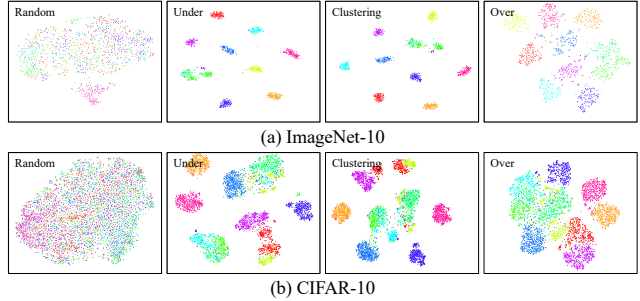 Random Under Clustering Over
(a) ImageNet-10
Random Under Clustering Over
(b) CIFAR-10